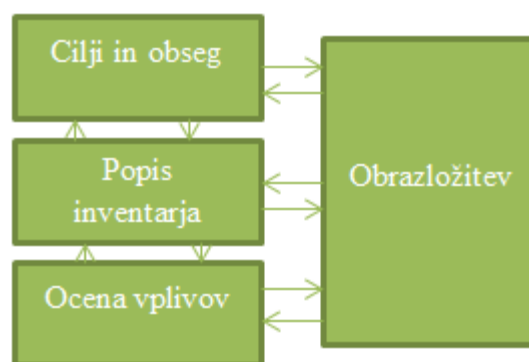 Cilji in obseg
Popis
inventarja
Obrazložitev
Ocena vplivov